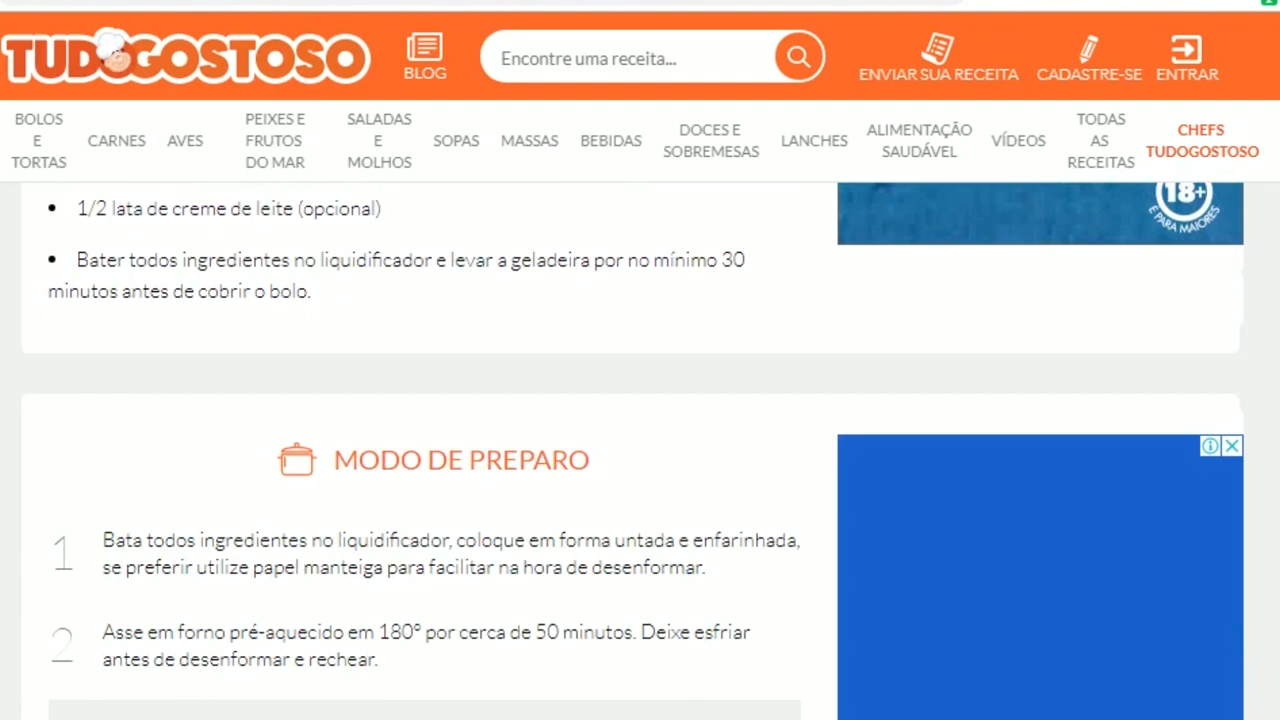 TUDOGOSTOSO
BLOG
Encontre uma receita...
ENVIAR SUA RECEITA
CADASTRE-SE
ENTRAR
BOLOS
E
TORTAS
CARNES
AVES
PEIXES E
FRUTOS
DO MAR
SALADAS
E
MOLHOS
SOPAS
MASSAS
BEBIDAS
DOCES E
SOBREMESAS
LANCHES
ALIMENTAÇÃO
SAUDÁVEL
VÍDEOS
TODAS
AS
RECEITAS
CHEFS
TUDOGOSTOSO
• 1/2 lata de creme de leite (opcional)
• Bater todos ingredientes no liquidificador e levar a geladeira por no mínimo 30
minutos antes de cobrir o bolo.
18+
E PARA MAIORES
MODO DE PREPARO
1 Bata todos ingredientes no liquidificador, coloque em forma untada e enfarinhada,
se preferir utilize papel manteiga para facilitar na hora de desenformar.
2 Asse em forno pré-aquecido em 180° por cerca de 50 minutos. Deixe esfriar
antes de desenformar e rechear.